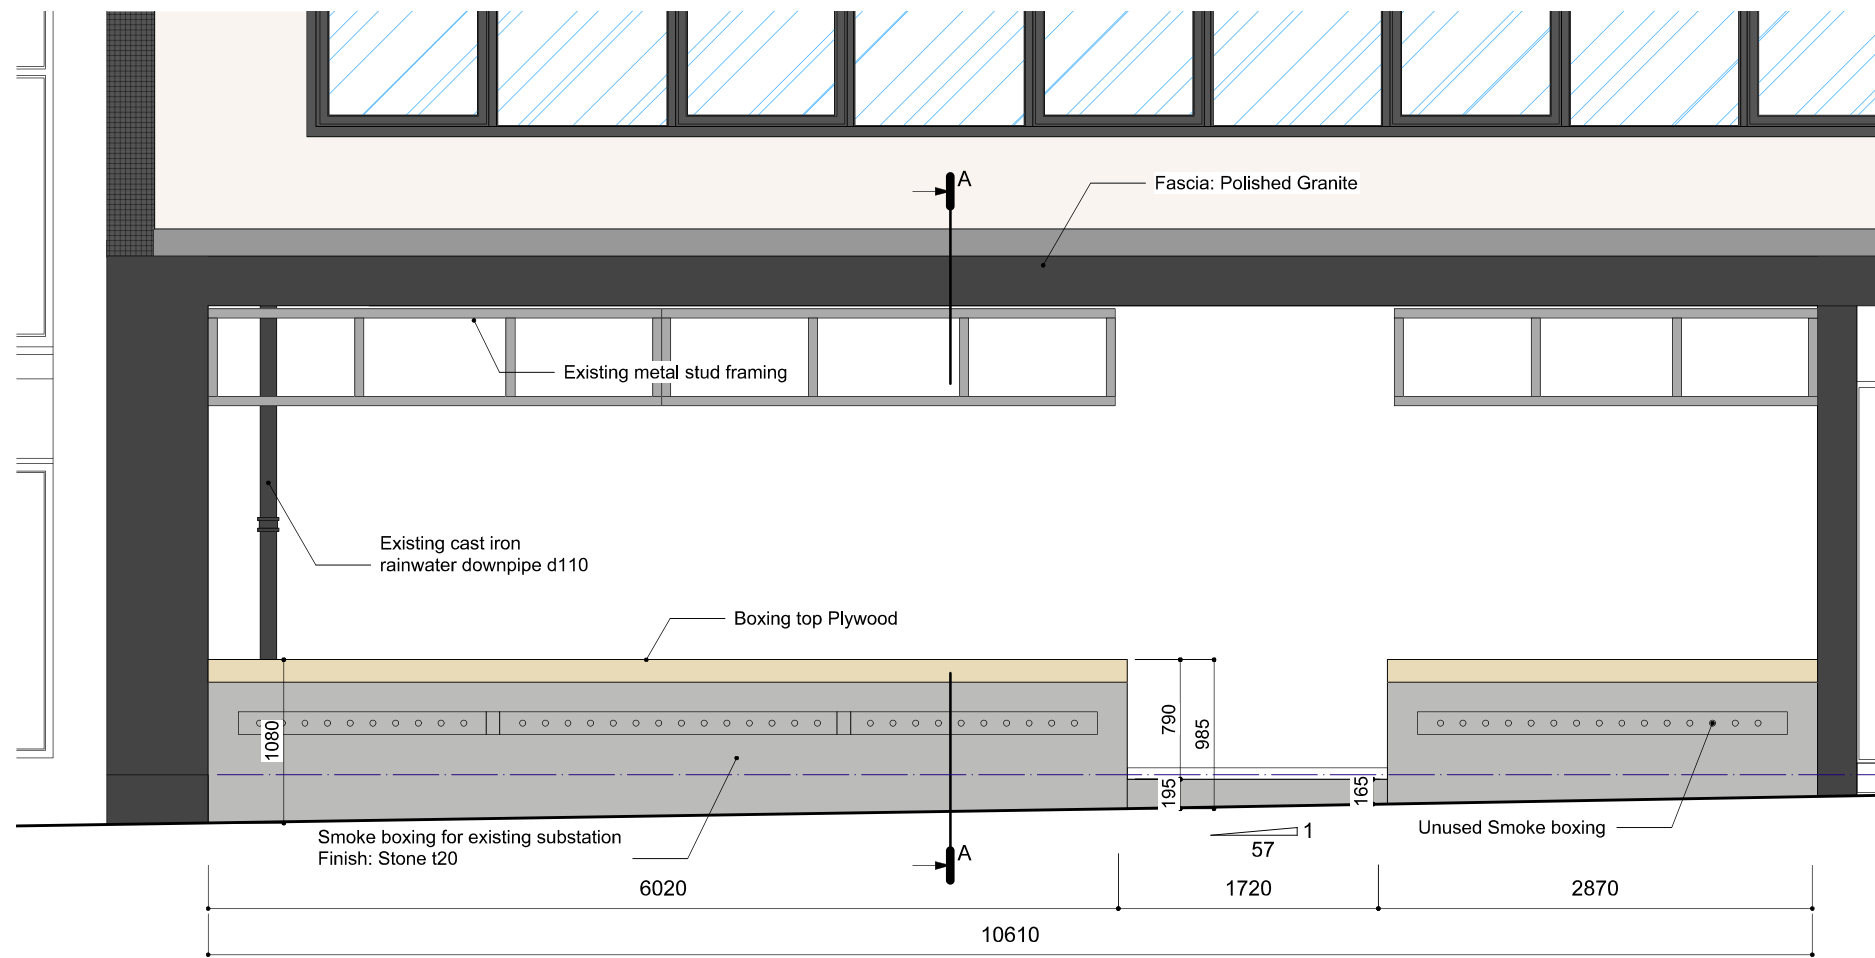 A
Fascia: Polished Granite
Existing metal stud framing
Existing cast iron
rainwater downpipe d110
Boxing top Plywood
1080
790
985
195
165
Smoke boxing for existing substation
Finish: Stone t20
1
57
Unused Smoke boxing
A
6020
1720
2870
10610